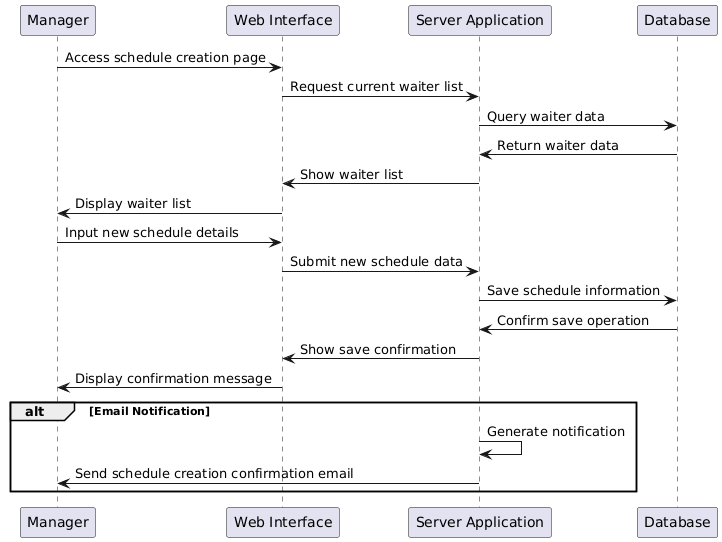 Manager Web Interface Server Application Database
Access schedule creation page
Request current waiter list
Query waiter data
Return waiter data
Show waiter list
Display waiter list
Input new schedule details
Submit new schedule data
Save schedule information
Confirm save operation
Show save confirmation
Display confirmation message
alt [Email Notification]
Generate notification
Send schedule creation confirmation email
Manager Web Interface Server Application Database